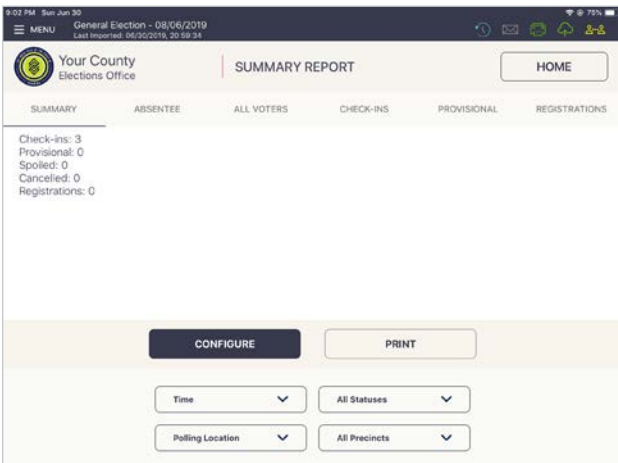 9:02 PM Sun Jun 30
75%
MENU
General Election - 08/06/2019
Last Imported: 06/30/2019, 20:59:34
Your County
Elections Office
SUMMARY REPORT
HOME
SUMMARY
ABSENTEE
ALL VOTERS
CHECK-INS
PROVISIONAL
REGISTRATIONS
Check-ins: 3
Provisional: 0
Spoiled: 0
Cancelled: 0
Registrations: 0
CONFIGURE
PRINT
Time
All Statuses
Polling Location
All Precincts